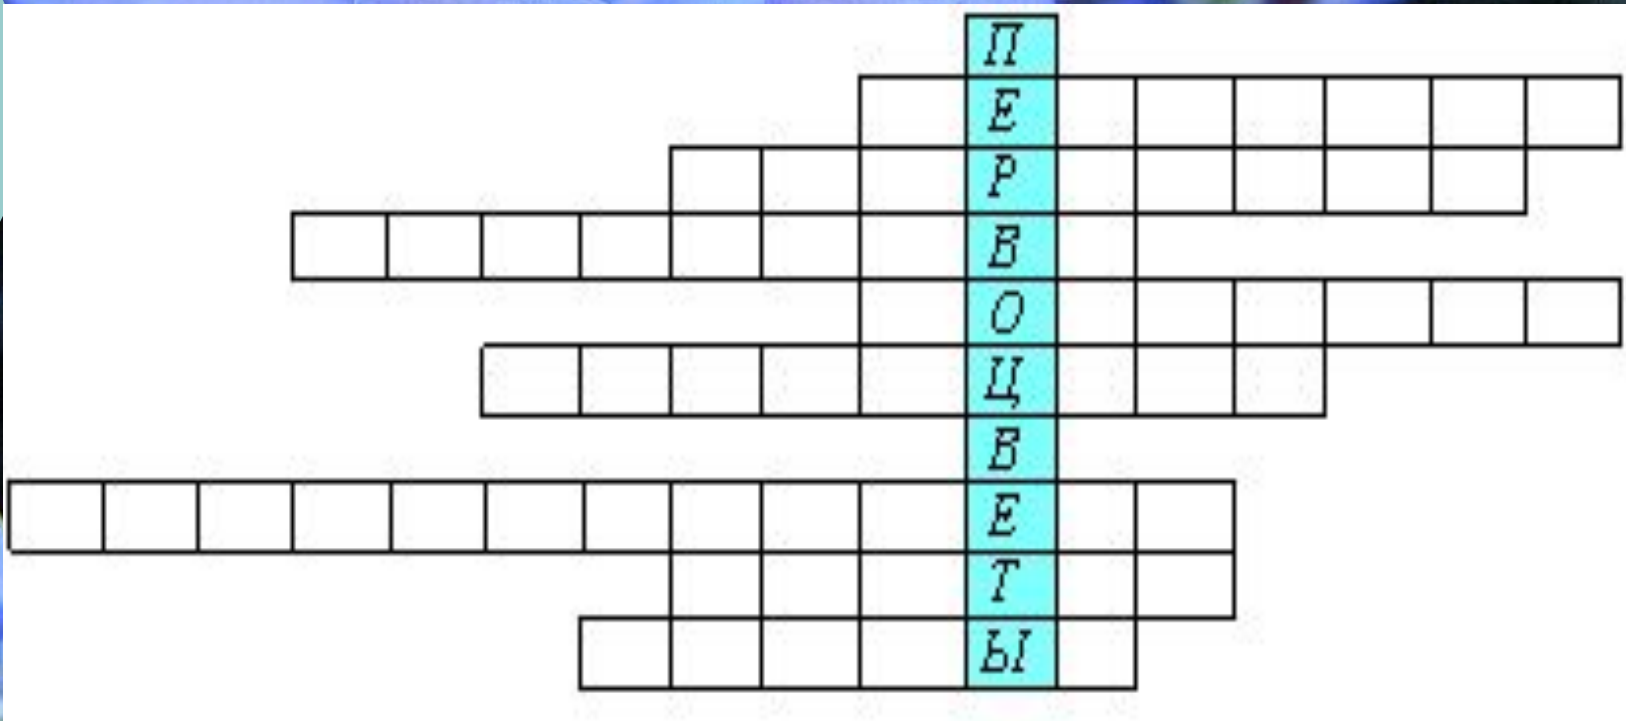 П
Е
Р
В
О
Ц
В
Е
Т
Ы